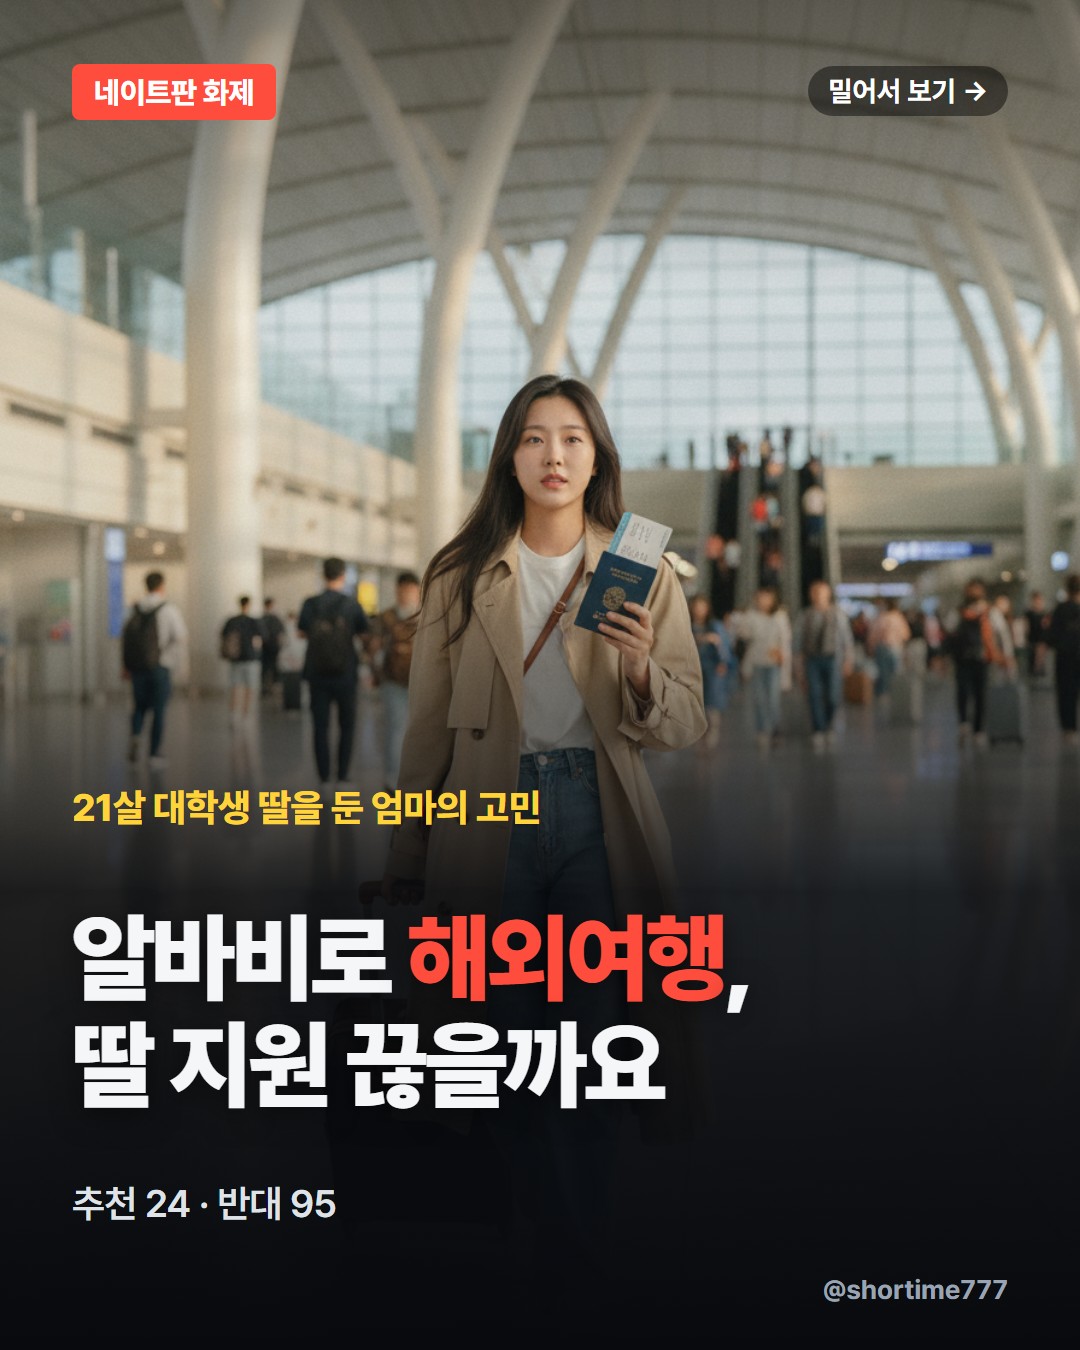 네이트판 화제
밀어서 보기 →
21살 대학생 딸을 둔 엄마의 고민
알바비로 해외여행,
딸 지원 끊을까요
추천 24 · 반대 95
@shortime777